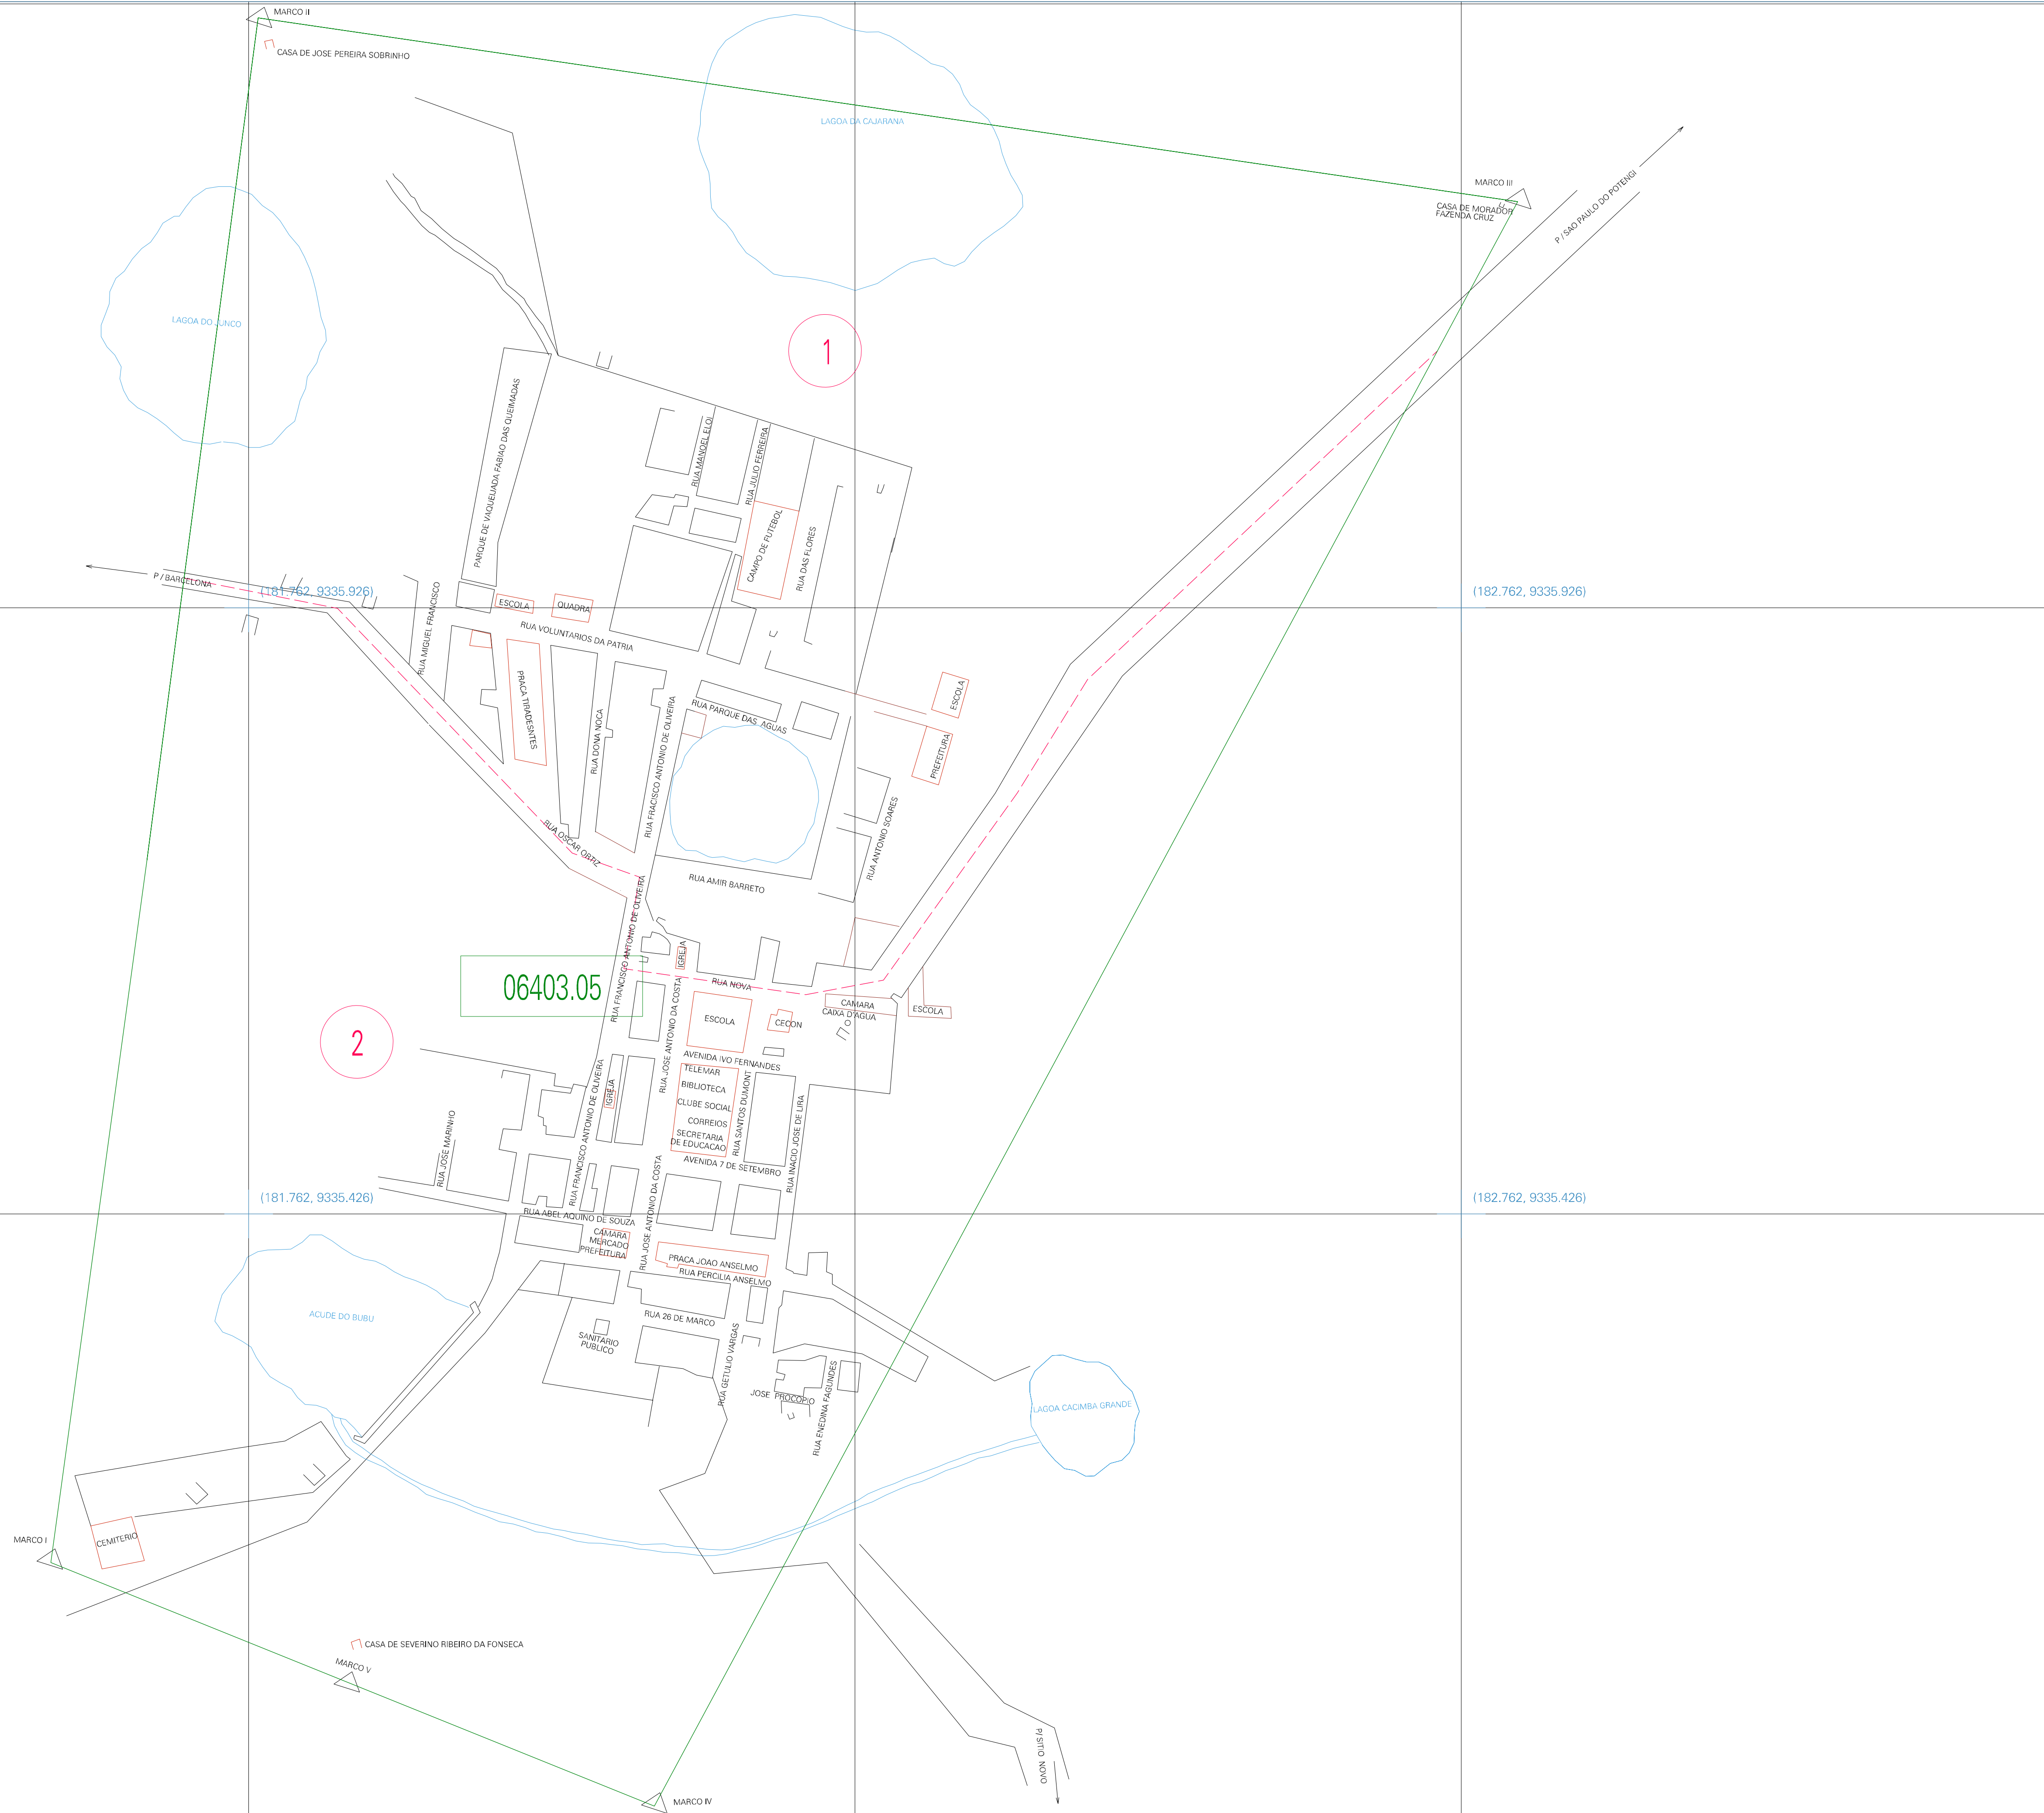 MARCO II
CASA DE JOSE PEREIRA SOBRINHO
LAGOA DA CAJARANA
MARCO III
CASA DE MORADOR
FAZENDA CRUZ
P / SAO PAULO DO POTENGI
LAGOA DO JUNCO
1
PARQUE DE VAQUEIJADA FABIAO DAS QUEIMADAS
RUA MANOEL ELOI
RUA JULIO FERREIRA
CAMPO DE FUTEBOL
RUA DAS FLORES
P / BARCELONA
(181.762, 9335.926)
(182.762, 9335.926)
RUA MIGUEL FRANCISCO
ESCOLA
QUADRA
RUA VOLUNTARIOS DA PATRIA
PRACA TIRADESNTES
RUA DONA NOCA
RUA FRACISCO ANTONIO DE OLIVEIRA
RUA PARQUE DAS AGUAS
ESCOLA
PREFEITURA
RUA ANTONIO SOARES
RUA OSCAR ORTIZ
RUA AMIR BARRETO
RUA FRANCISCO ANTONIO DE OLIVEIRA
IGREJA
06403.05
RUA NOVA
RUA JOSE ANTONIO DA COSTA
ESCOLA
CECON
CAMARA
CAIXA D'AGUA
ESCOLA
2
AVENIDA IVO FERNANDES
TELEMAR
BIBLIOTECA
CLUBE SOCIAL
CORREIOS
SECRETARIA
DE EDUCACAO
RUA SANTOS DUMONT
RUA INACIO JOSE DE LIRA
IGREJA
RUA FRANCISCO ANTONIO DE OLIVEIRA
RUA JOSE MARINHO
AVENIDA 7 DE SETEMBRO
RUA JOSE ANTONIO DA COSTA
(181.762, 9335.426)
(182.762, 9335.426)
RUA ABEL AQUINO DE SOUZA
CAMARA
MERCADO
PREFEITURA
PRACA JOAO ANSELMO
RUA PERCILIA ANSELMO
ACUDE DO BUBU
RUA 26 DE MARCO
SANITARIO
PUBLICO
RUA GETULIO VARGAS
JOSE PROCOPIO
RUA ENEDINA FAGUNDES
LAGOA CACIMBA GRANDE
MARCO I
CEMITERIO
CASA DE SEVERINO RIBEIRO DA FONSECA
MARCO V
P/ SITIO NOVO
MARCO IV